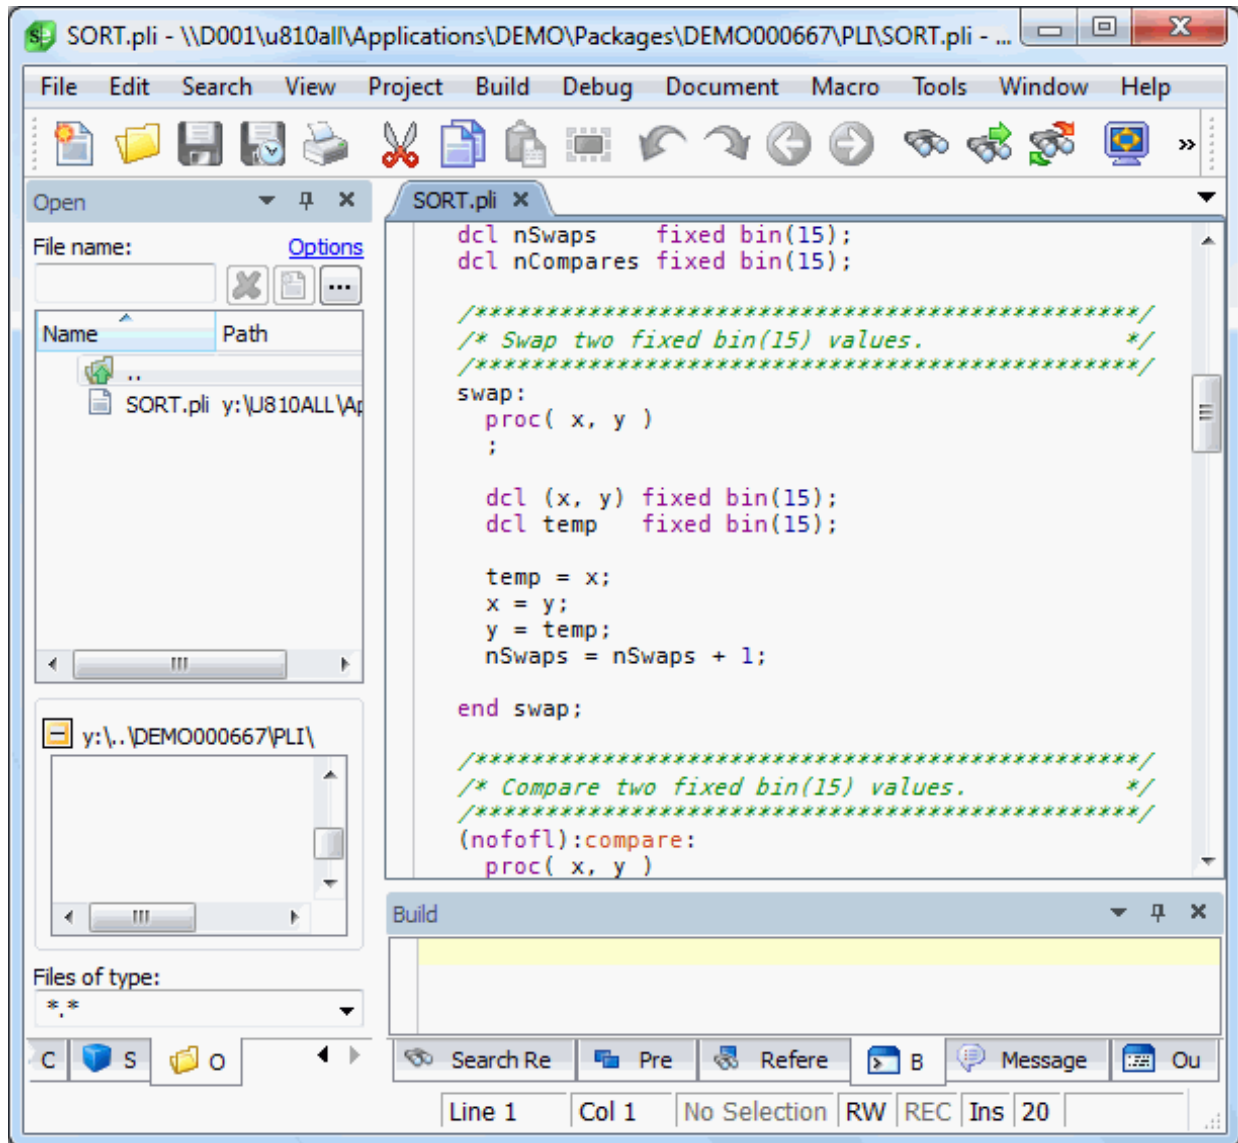 SORT.pli - \\D001\u810all\Applications\DEMO\Packages\DEMO000667\PLI\SORT.pli - ...
File Edit Search View Project Build Debug Document Macro Tools Window Help
Open
File name: Options
Name Path
..
SORT.pli y:\U810ALL\Ap
y:\..\DEMO000667\PLI\
Files of type:
*.*
C S O
SORT.pli
dcl nSwaps    fixed bin(15);
dcl nCompares fixed bin(15);
/***********************************************/
/* Swap two fixed bin(15) values.              */
/***********************************************/
swap:
proc( x, y )
;
dcl (x, y) fixed bin(15);
dcl temp   fixed bin(15);
temp = x;
x = y;
y = temp;
nSwaps = nSwaps + 1;
end swap;
/***********************************************/
/* Compare two fixed bin(15) values.           */
/***********************************************/
(nofofl):compare:
proc( x, y )
Build
Search Re Pre Refere B Message Ou
Line 1 Col 1 No Selection RW REC Ins 20